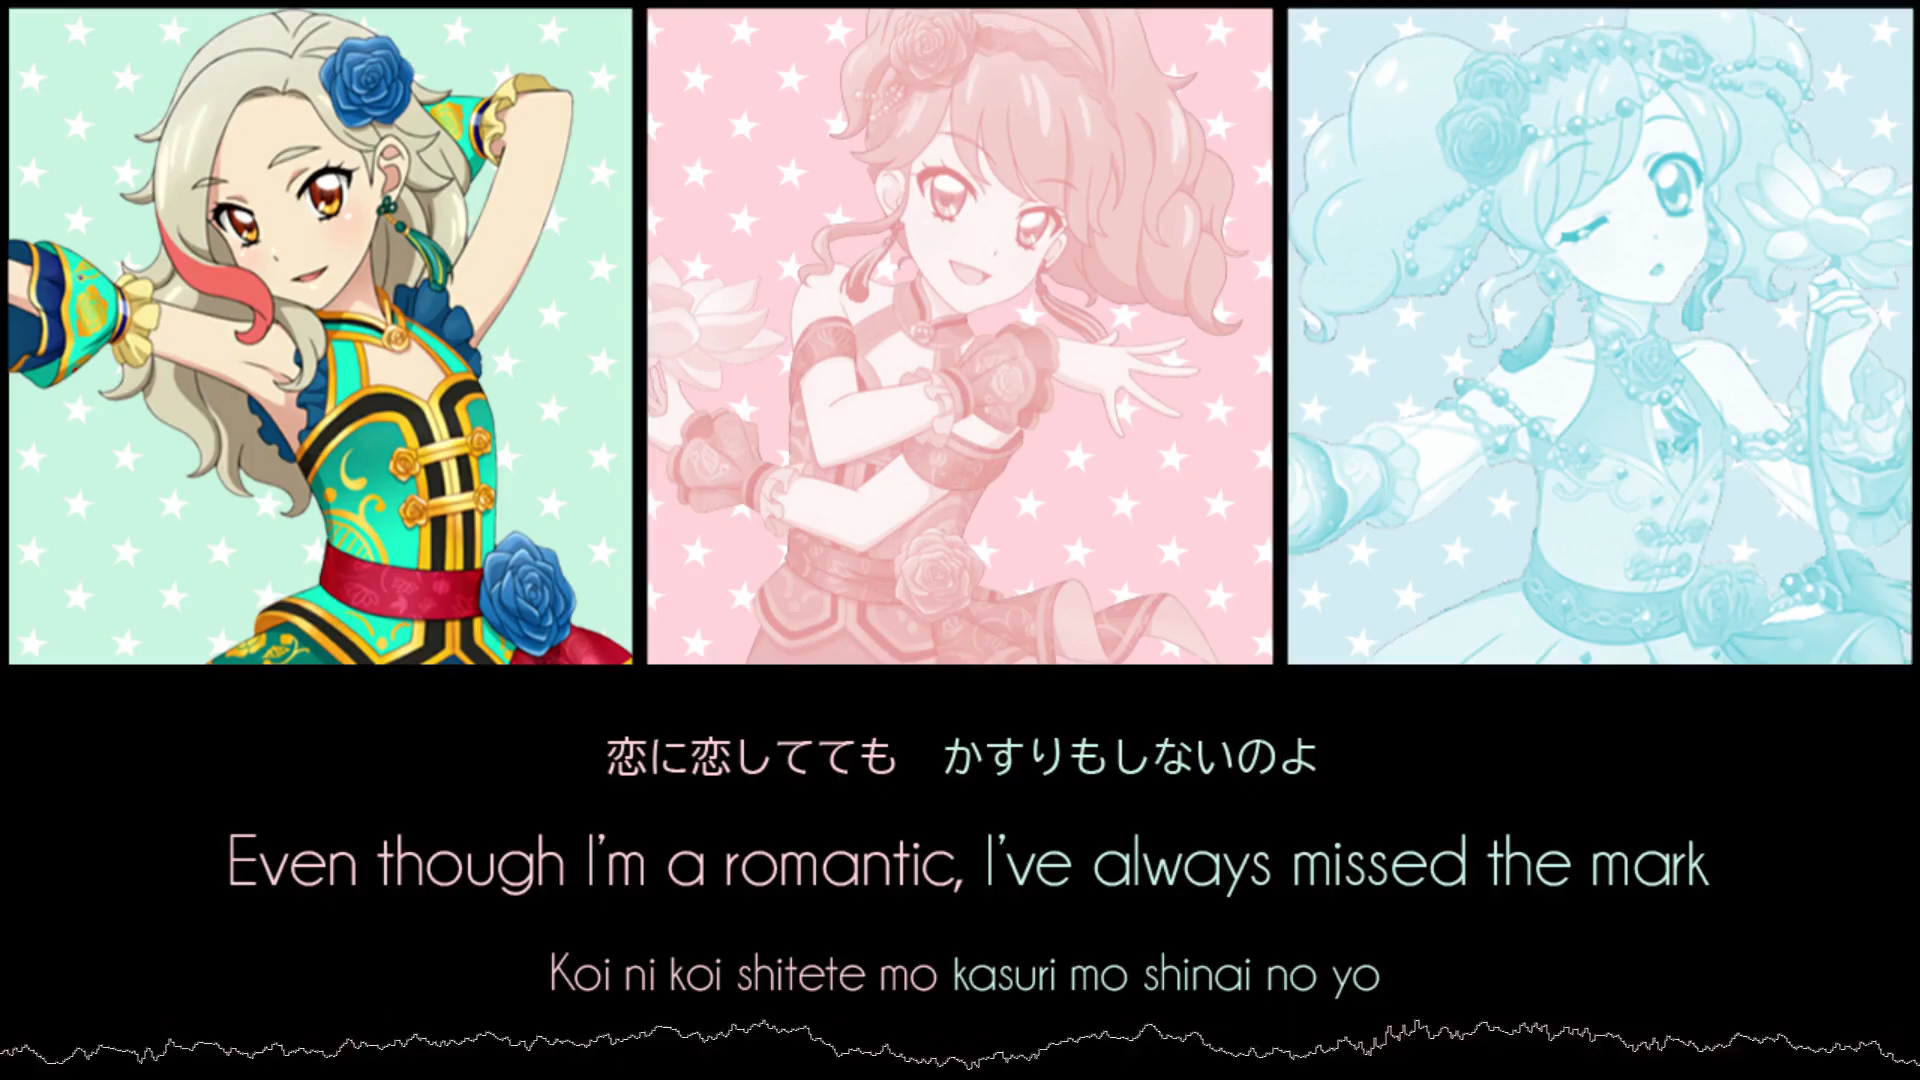 恋に恋してても　かすりもしないのよ
Even though I'm a romantic, I've always missed the mark
Koi ni koi shitete mo kasuri mo shinai no yo